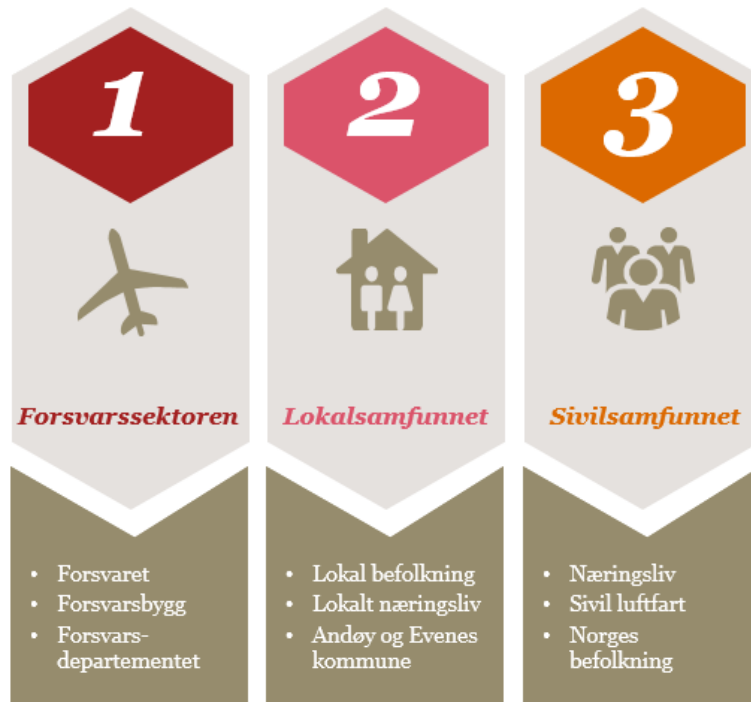 1
Forsvarssektoren
• Forsvaret
• Forsvarsbygg
• Forsvars-
departementet
2
Lokalsamfunnet
• Lokal befolkning
• Lokalt næringsliv
• Andøy og Evenes
kommune
3
Sivilsamfunnet
• Næringsliv
• Sivil luftfart
• Norges
befolkning